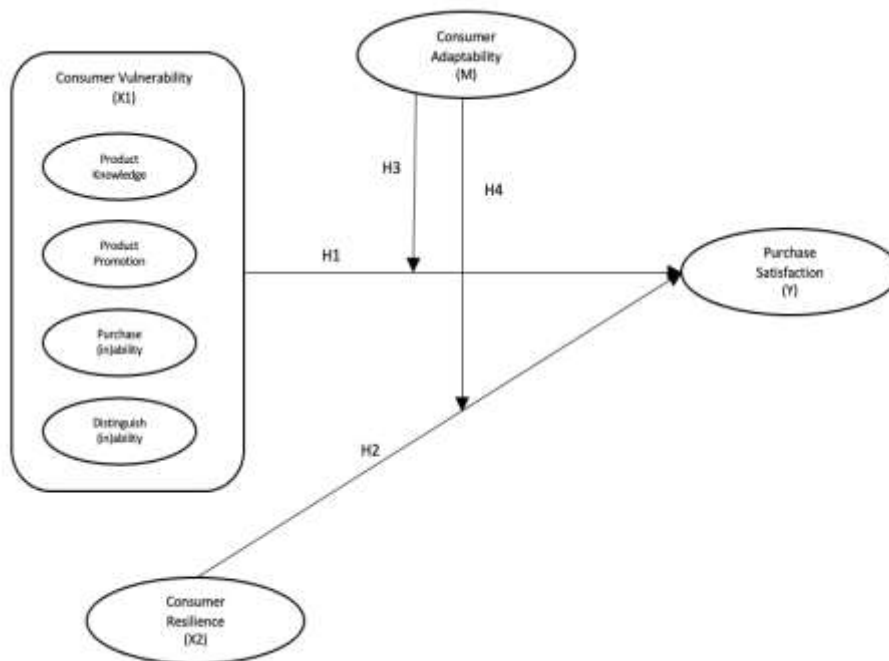 Consumer
Adaptability
(M)
Consumer Vulnerability
(X1)
Product
Knowledge
Product
Promotion
Purchase
(in)ability
Distinguish
(in)ability
H3
H4
H1
Purchase
Satisfaction
(Y)
H2
Consumer
Resilience
(X2)